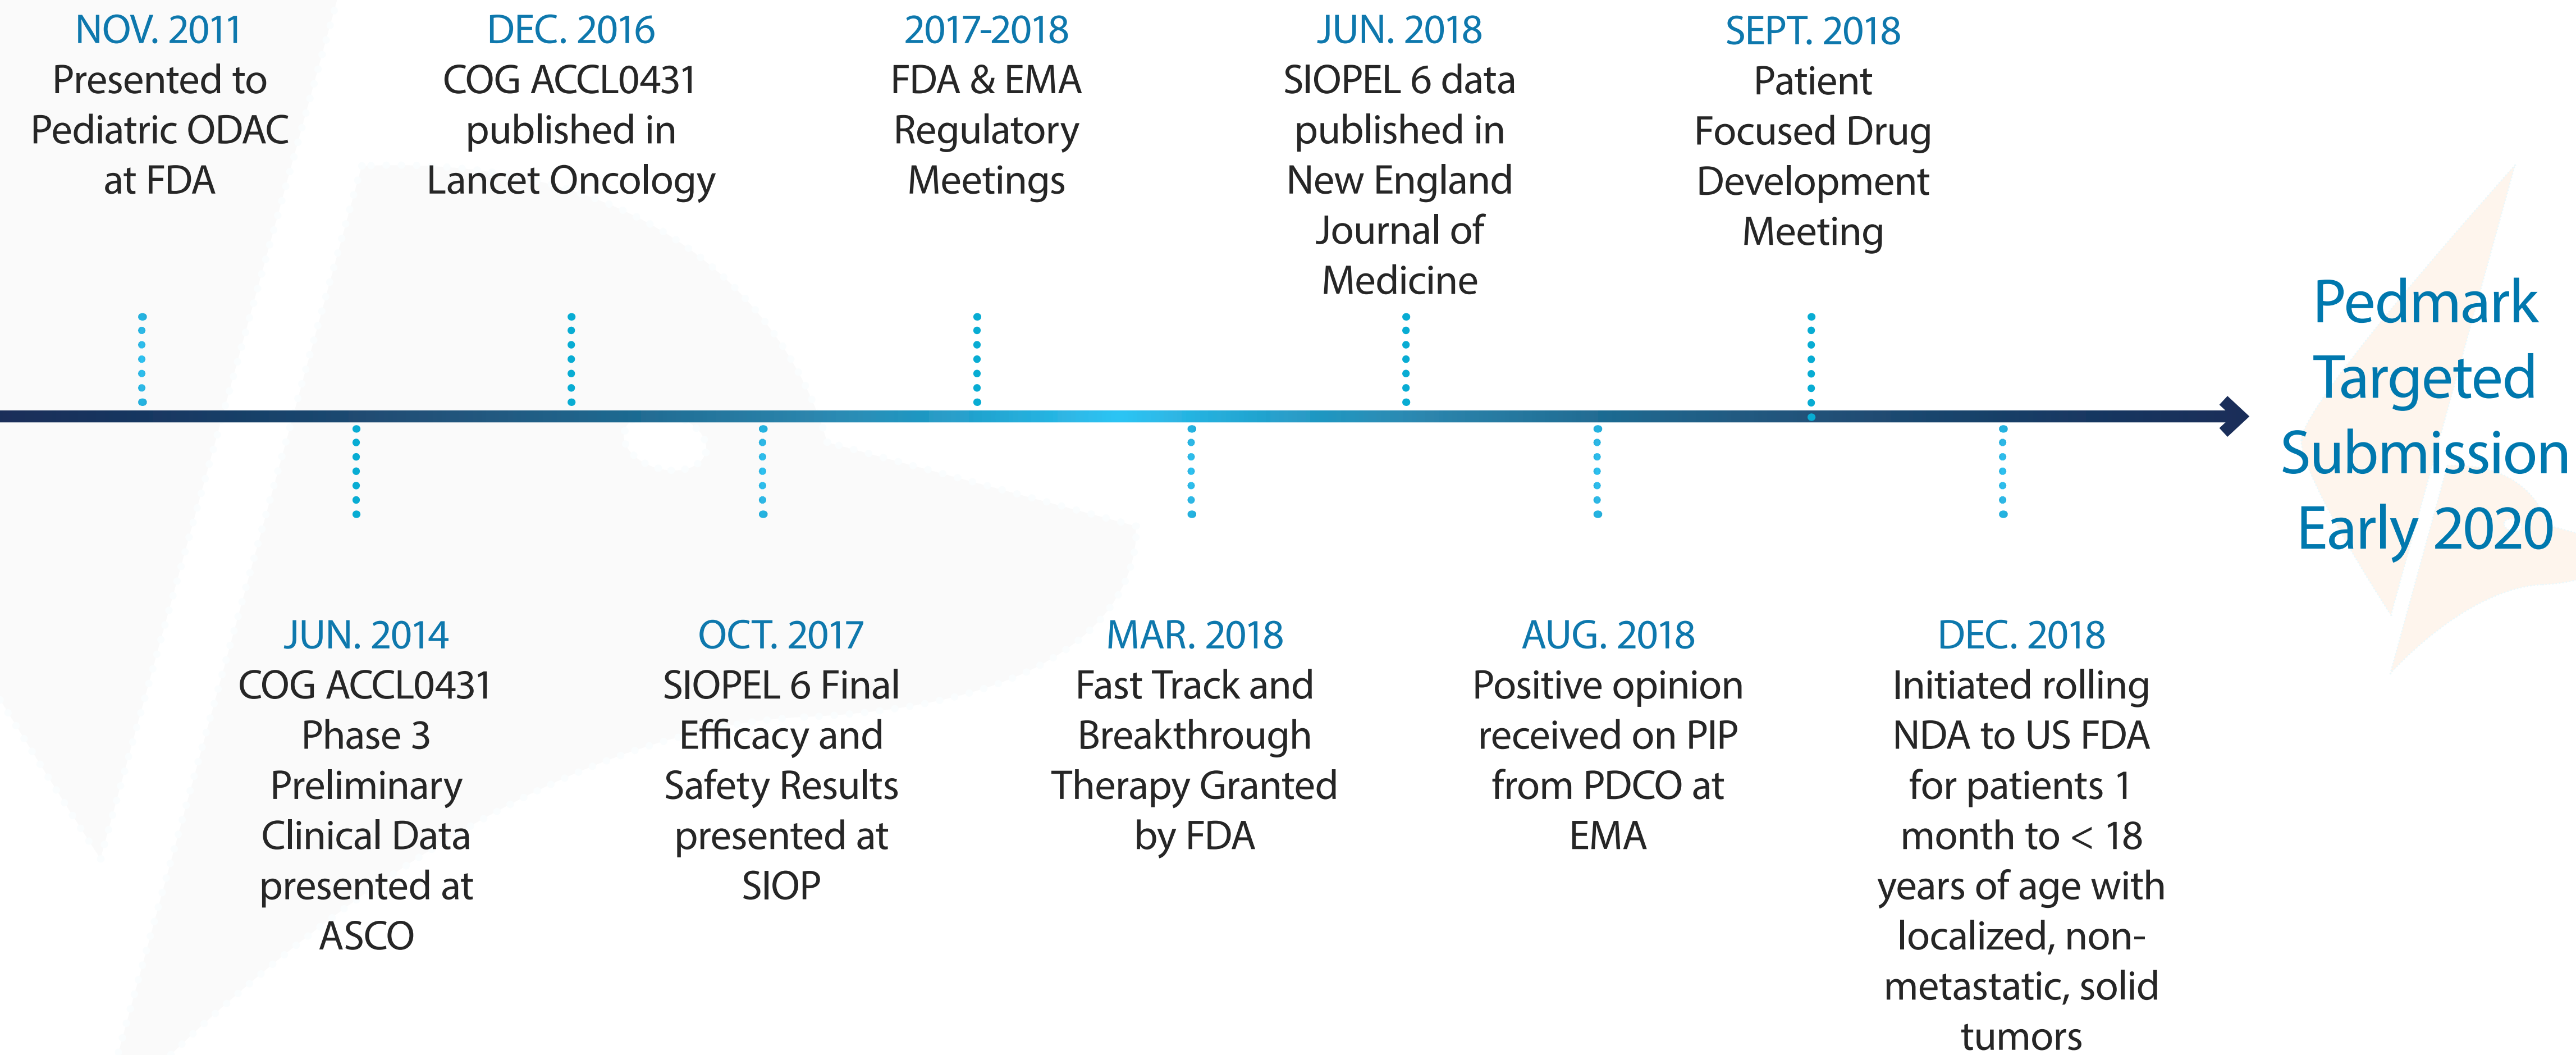 NOV. 2011
Presented to
Pediatric ODAC
at FDA
DEC. 2016
COG ACCL0431
published in
Lancet Oncology
2017-2018
FDA & EMA
Regulatory
Meetings
JUN. 2018
SIOPEL 6 data
published in
New England
Journal of
Medicine
SEPT. 2018
Patient
Focused Drug
Development
Meeting
Pedmark
Targeted
Submission
Early 2020
JUN. 2014
COG ACCL0431
Phase 3
Preliminary
Clinical Data
presented at
ASCO
OCT. 2017
SIOPEL 6 Final
Efficacy and
Safety Results
presented at
SIOP
MAR. 2018
Fast Track and
Breakthrough
Therapy Granted
by FDA
AUG. 2018
Positive opinion
received on PIP
from PDCO at
EMA
DEC. 2018
Initiated rolling
NDA to US FDA
for patients 1
month to < 18
years of age with
localized, non-
metastatic, solid
tumors